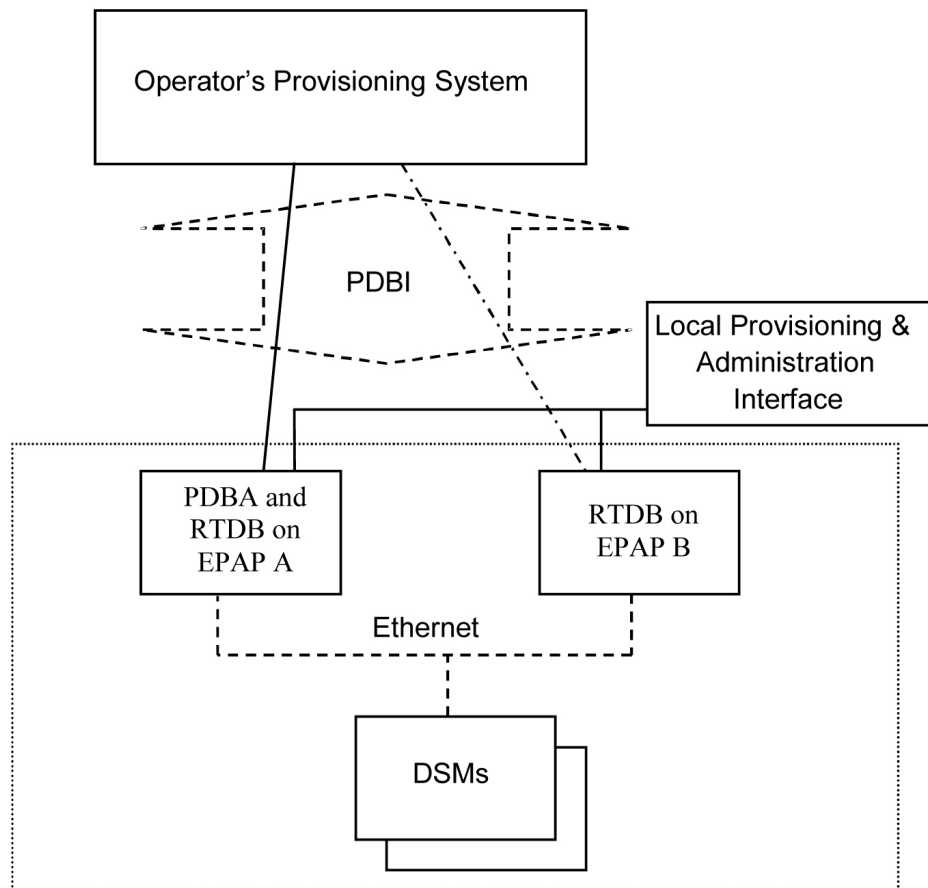 Operator’s Provisioning System
PDBI
Local Provisioning &
Administration
Interface
PDBA and
RTDB on
EPAP A
RTDB on
EPAP B
Ethernet
DSMs